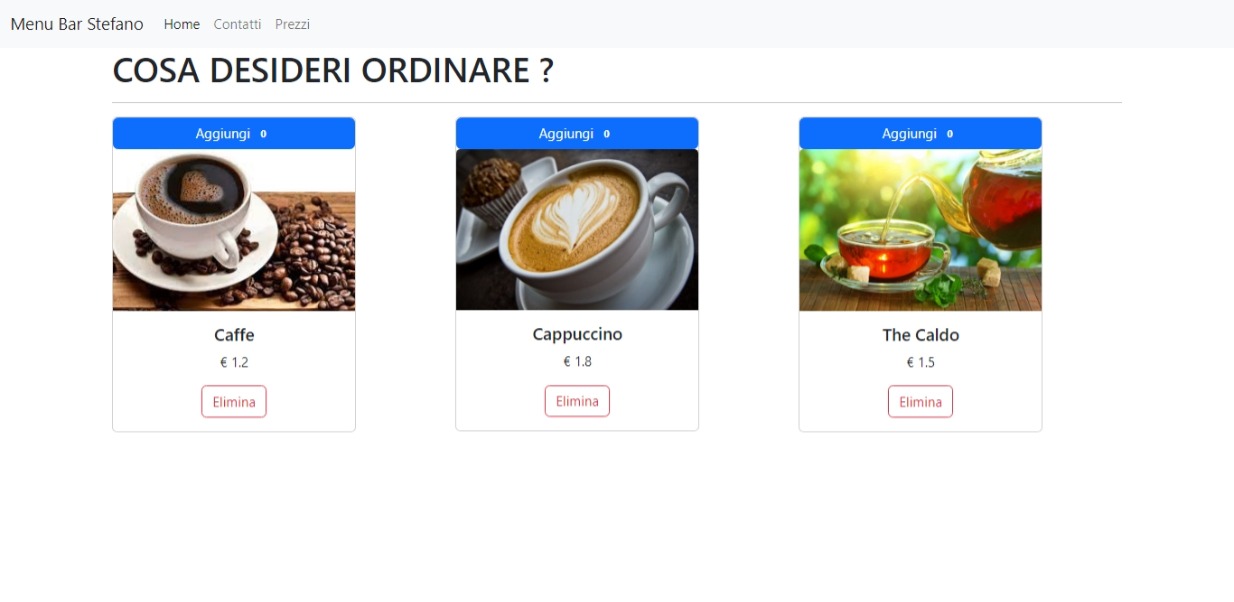 Menu Bar Stefano Home Contatti Prezzi
COSA DESIDERI ORDINARE ?
Aggiungi 0
Caffe
€ 1.2
Elimina
Aggiungi 0
Cappuccino
€ 1.8
Elimina
Aggiungi 0
The Caldo
€ 1.5
Elimina